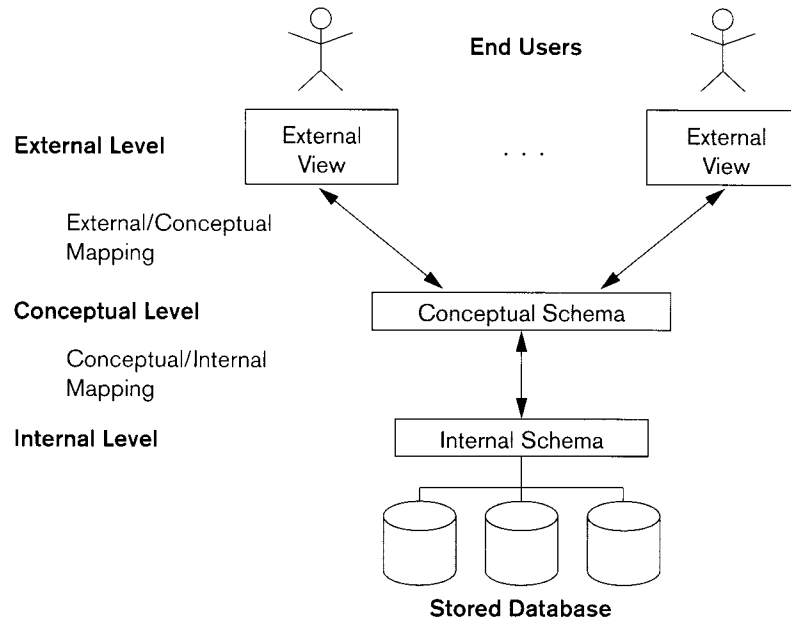 End Users
External Level
External
View
. . .
External
View
External/Conceptual
Mapping
Conceptual Level
Conceptual Schema
Conceptual/Internal
Mapping
Internal Level
Internal Schema
Stored Database